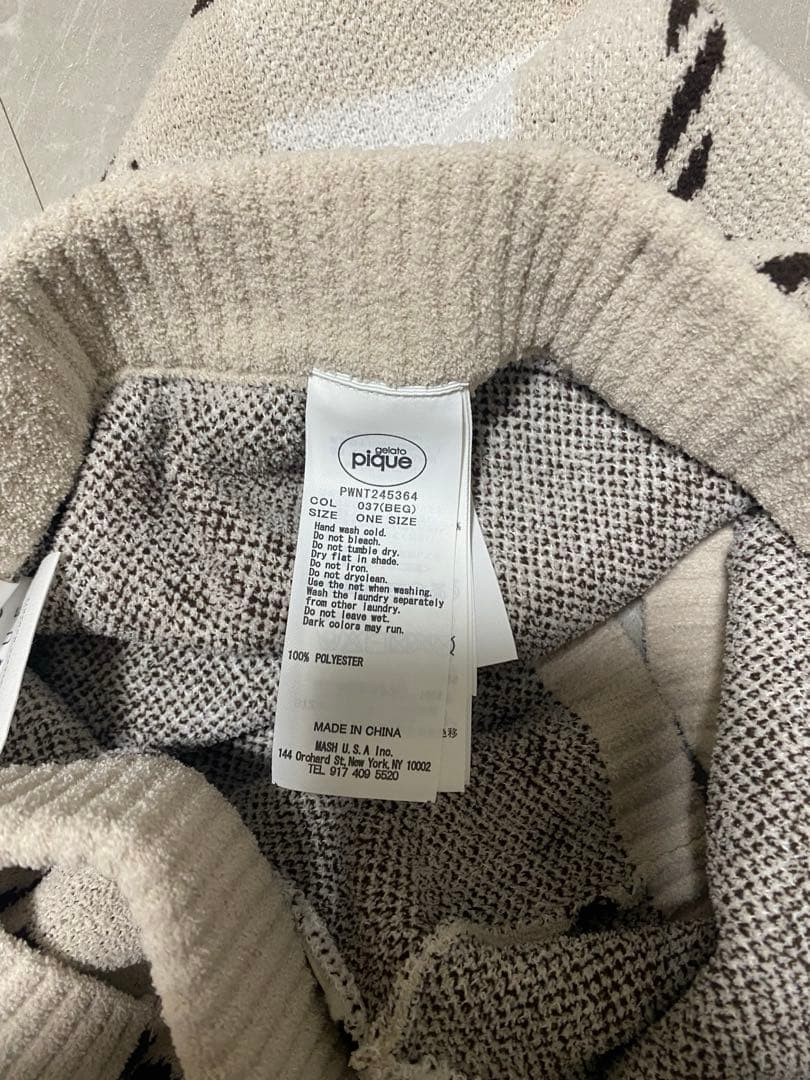 gelato
pique
PWNT245364
COL 037(BEG)
SIZE ONE SIZE
Hand wash cold.
Do not bleach.
Do not tumble dry.
Dry flat in shade.
Do not iron.
Do not dryclean.
Use the net when washing.
Wash the laundry separately
from other laundry.
Do not leave wet.
Dark colors may run.
100% POLYESTER
MADE IN CHINA
MASH U.S.A Inc.
144 Orchard St, New York, NY 10002
TEL 917 409 5520
色移